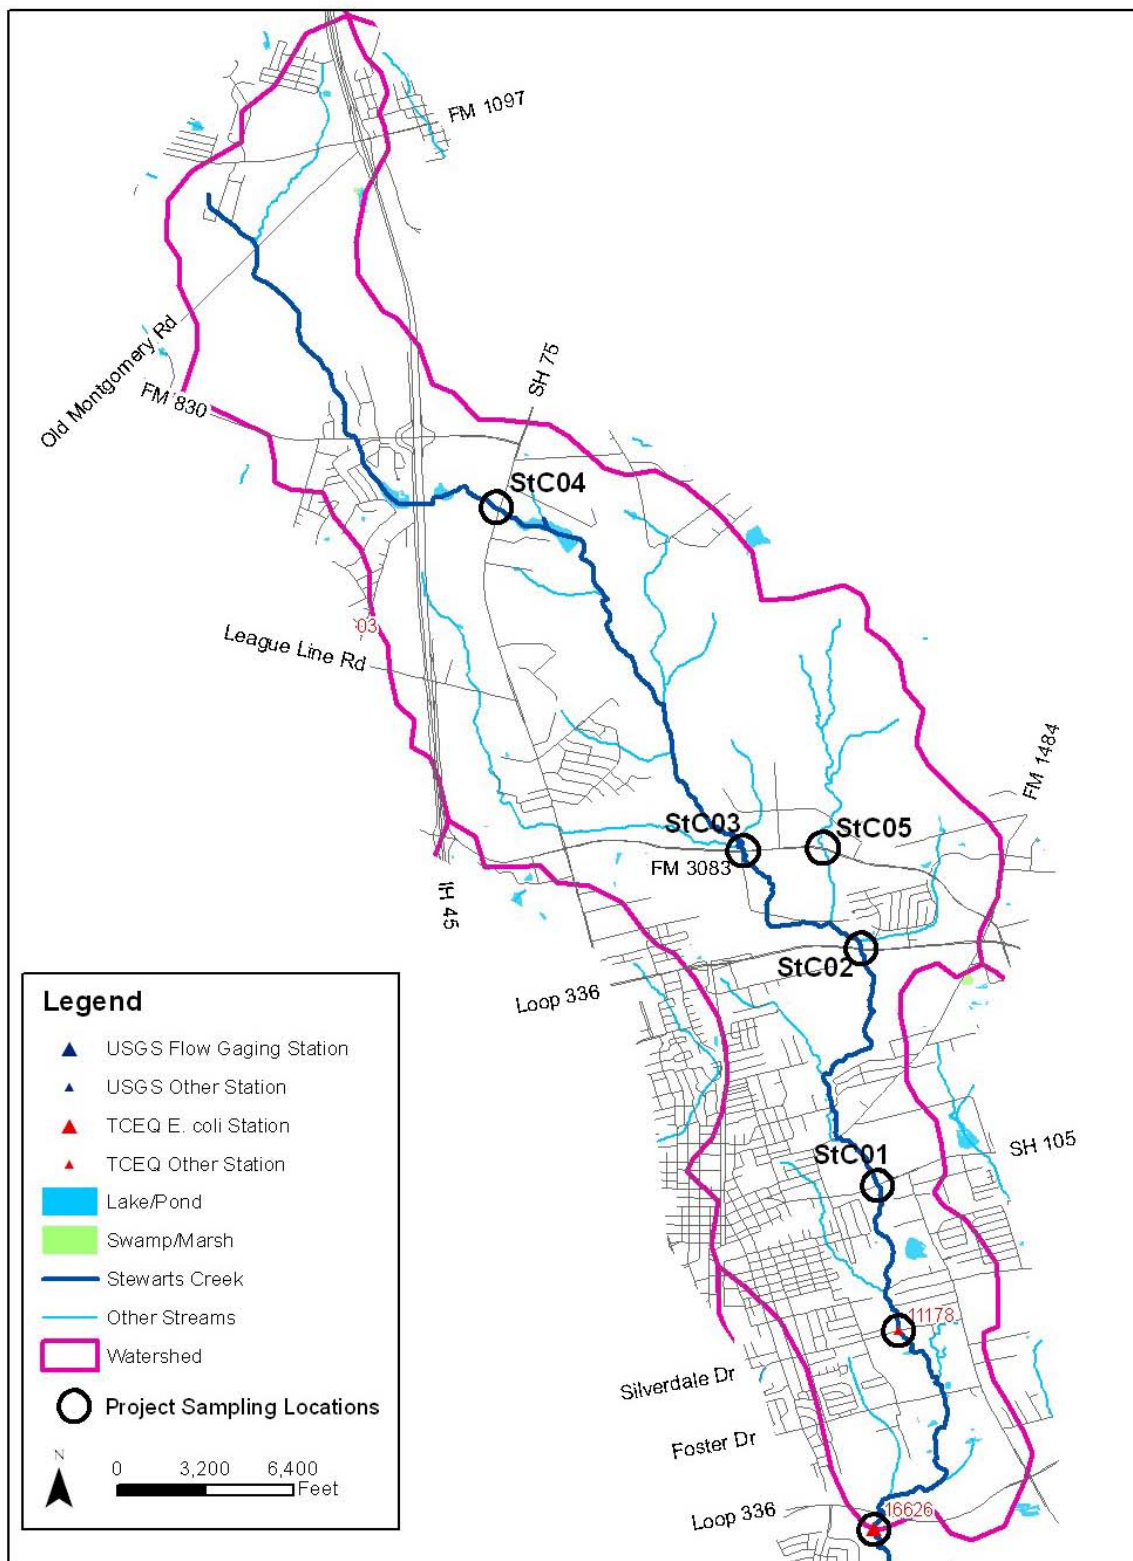 FM 1097
Old Montgomery Rd
FM 830
SH 75
StC04
03
League Line Rd
FM 1484
StC03
StC05
FM 3083
IH 45
StC02
Loop 336
SH 105
StC01
11178
Silverdale Dr
Foster Dr
16626
Loop 336
Legend
USGS Flow Gaging Station
USGS Other Station
TCEQ E. coli Station
TCEQ Other Station
Lake/Pond
Swamp/Marsh
Stewarts Creek
Other Streams
Watershed
Project Sampling Locations
N
0 3,200 6,400
Feet